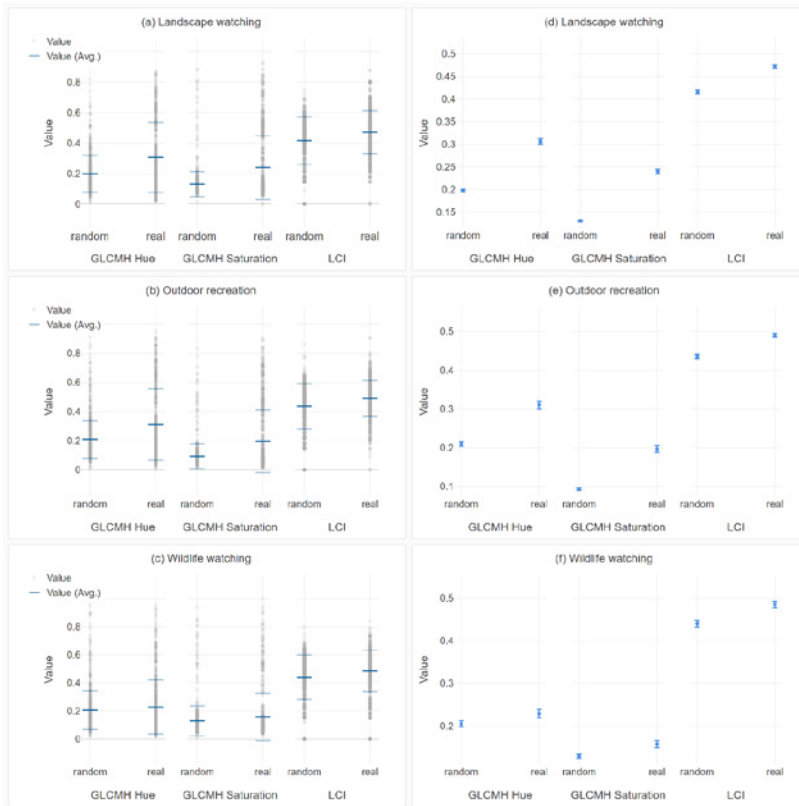 (a) Landscape watching
Value
Value (Avg.)
0.8
0.6
0.4
0.2
0
Value
random real random real random real
GLCMH Hue GLCMH Saturation LCI
(d) Landscape watching
0.5
0.45
0.4
0.35
0.3
0.25
0.2
0.15
Value
random real random real random real
GLCMH Hue GLCMH Saturation LCI
(b) Outdoor recreation
Value
Value (Avg.)
0.8
0.6
0.4
0.2
0
Value
random real random real random real
GLCMH Hue GLCMH Saturation LCI
(e) Outdoor recreation
0.5
0.4
0.3
0.2
0.1
Value
random real random real random real
GLCMH Hue GLCMH Saturation LCI
(c) Wildlife watching
Value
Value (Avg.)
0.8
0.6
0.4
0.2
0
Value
random real random real random real
GLCMH Hue GLCMH Saturation LCI
(f) Wildlife watching
0.5
0.4
0.3
0.2
Value
random real random real random real
GLCMH Hue GLCMH Saturation LCI